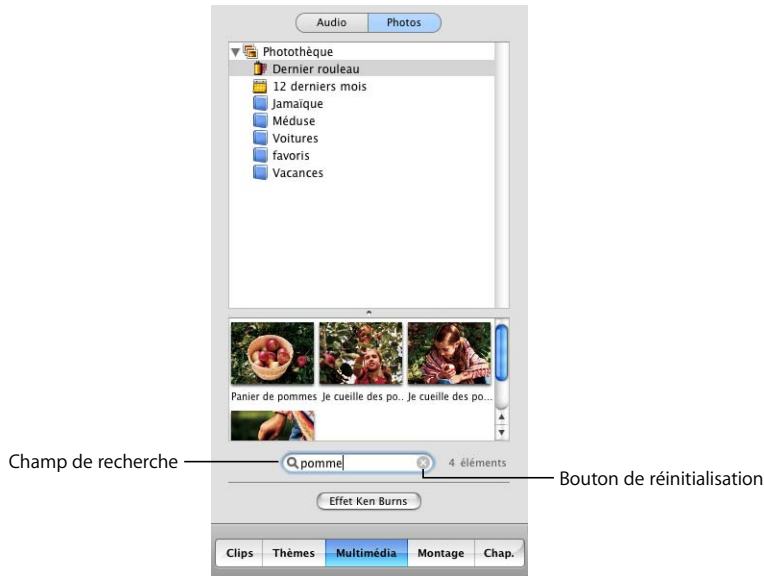 Audio Photos
Photothèque
Dernier rouleau
12 derniers mois
Jamaïque
Méduse
Voitures
favoris
Vacances
Panier de pommes Je cueille des po.. Je cueille des po...
Champ de recherche
pomme
4 éléments
Bouton de réinitialisation
Effet Ken Burns
Clips Thèmes Multimédia Montage Chap.